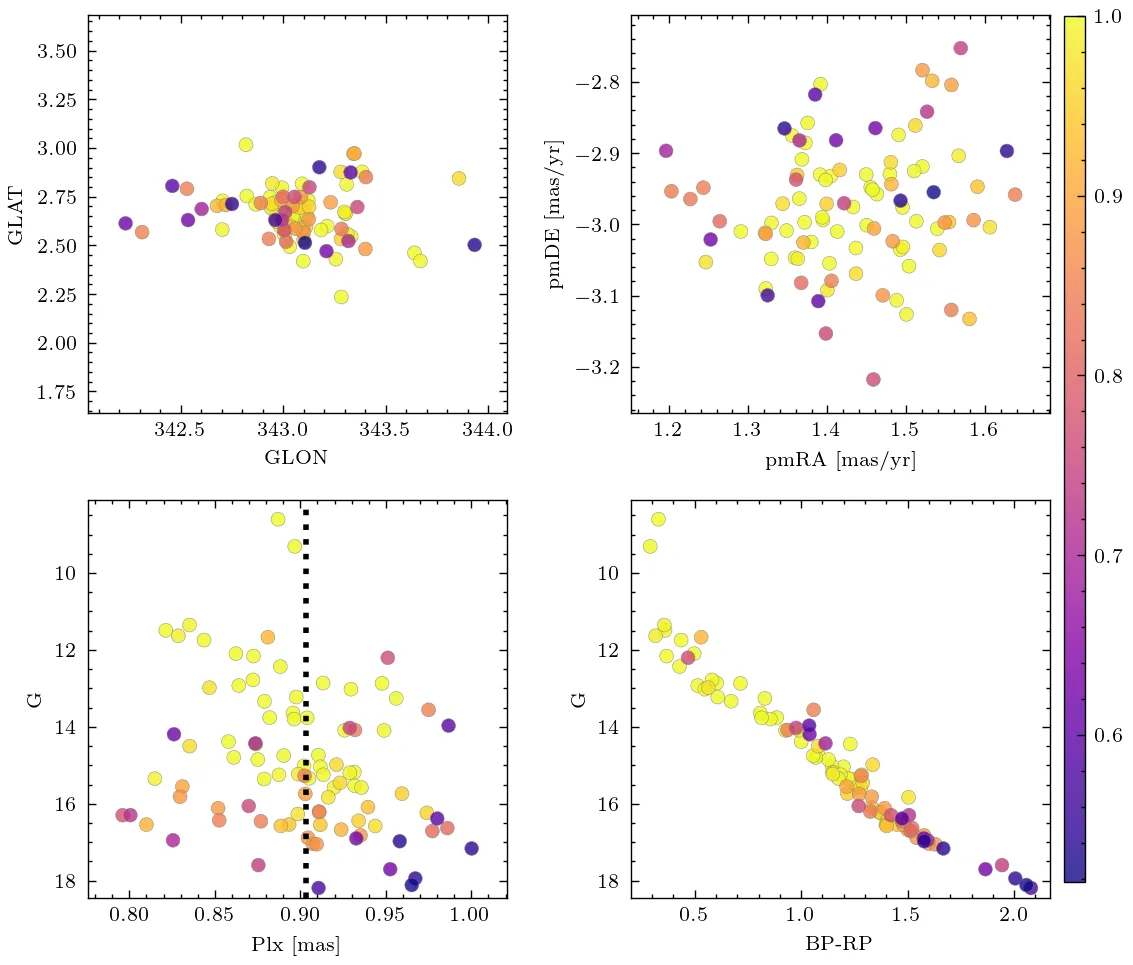 3.50
3.25
3.00
2.75
2.50
2.25
2.00
1.75
GLAT
342.5 343.0 343.5 344.0
GLON
−2.8
−2.9
−3.0
−3.1
−3.2
pmDE [mas/yr]
1.2 1.3 1.4 1.5 1.6
pmRA [mas/yr]
1.0
0.9
0.8
0.7
0.6
10
12
14
16
18
G
0.80 0.85 0.90 0.95 1.00
Plx [mas]
10
12
14
16
18
G
0.5 1.0 1.5 2.0
BP-RP